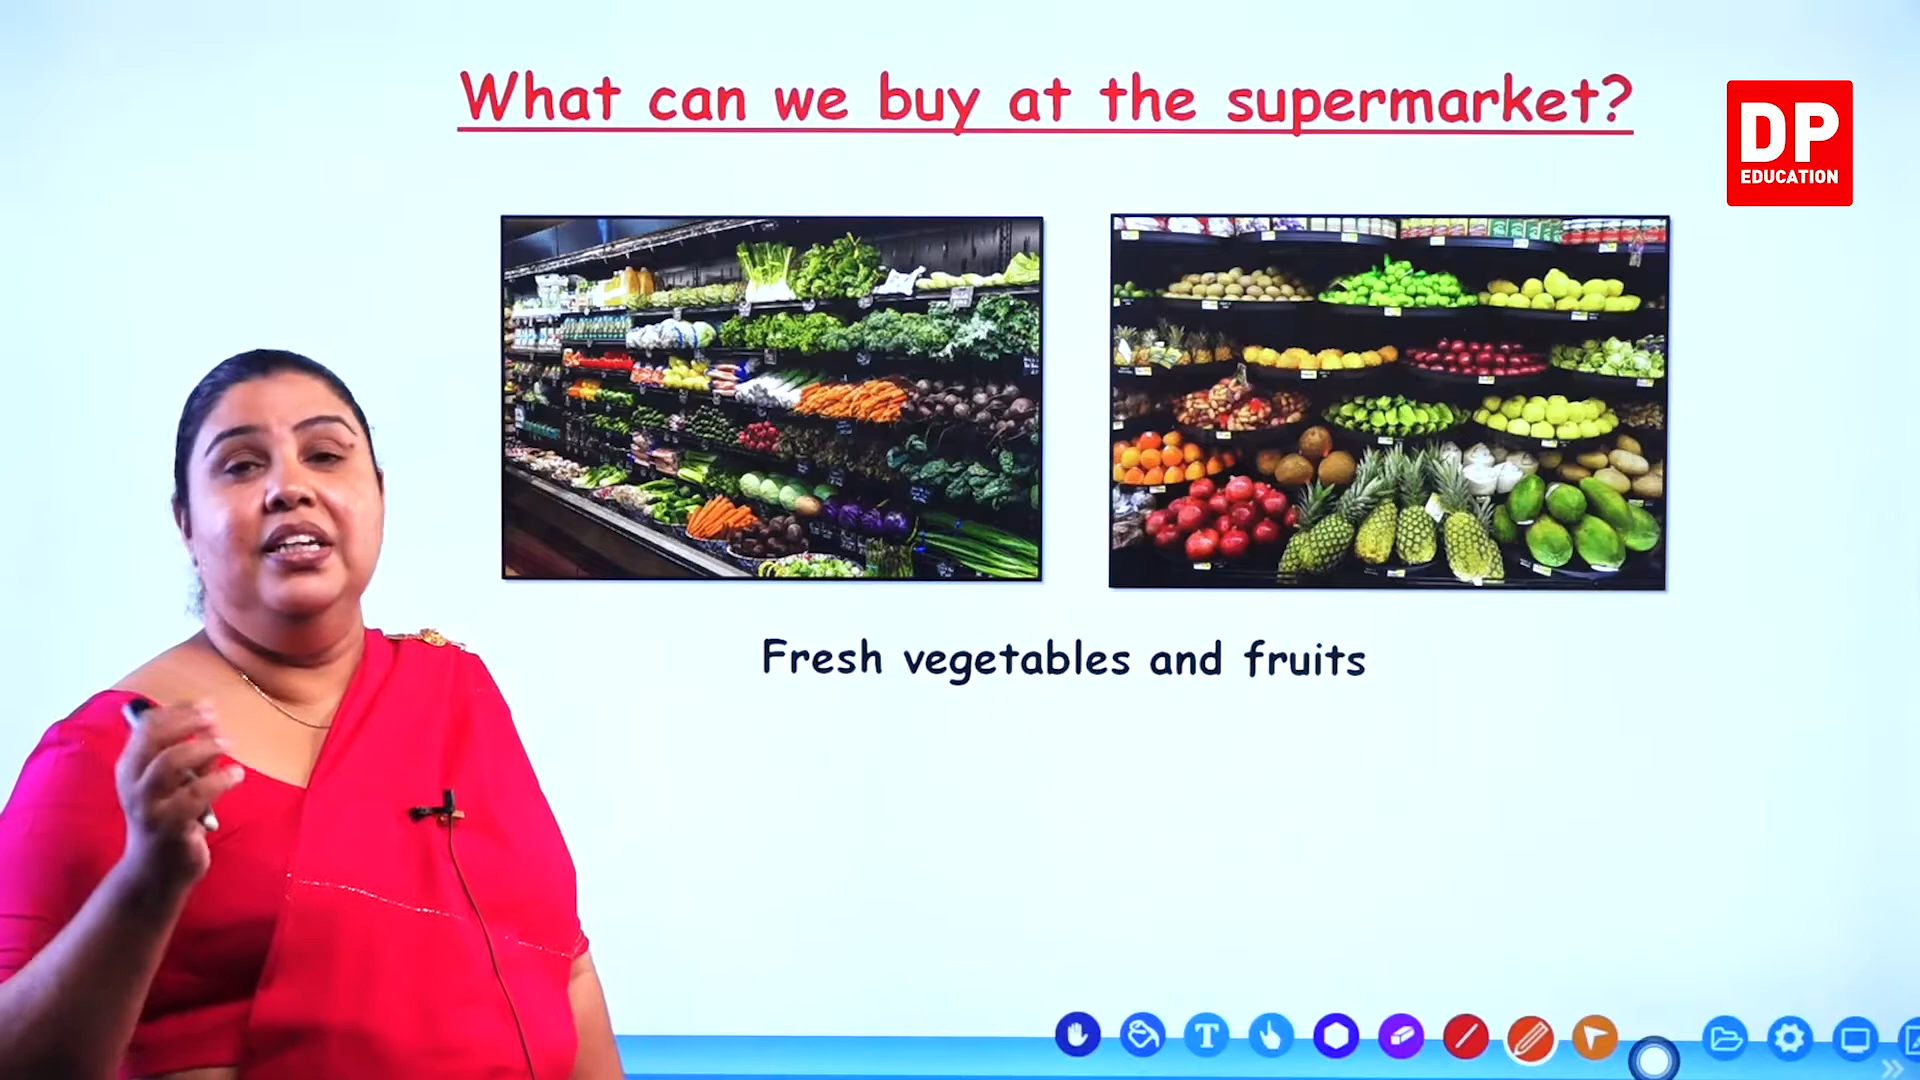 What can we buy at the supermarket?
DP
EDUCATION
Fresh vegetables and fruits
T